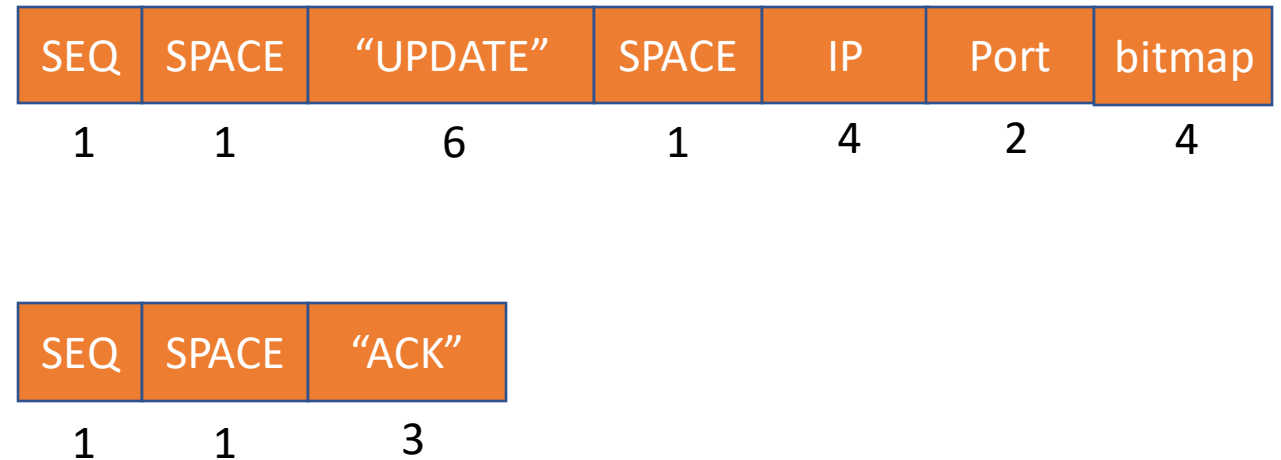 SEQ SPACE “UPDATE” SPACE IP Port bitmap
1 1 6 1 4 2 4
SEQ SPACE “ACK”
1 1 3